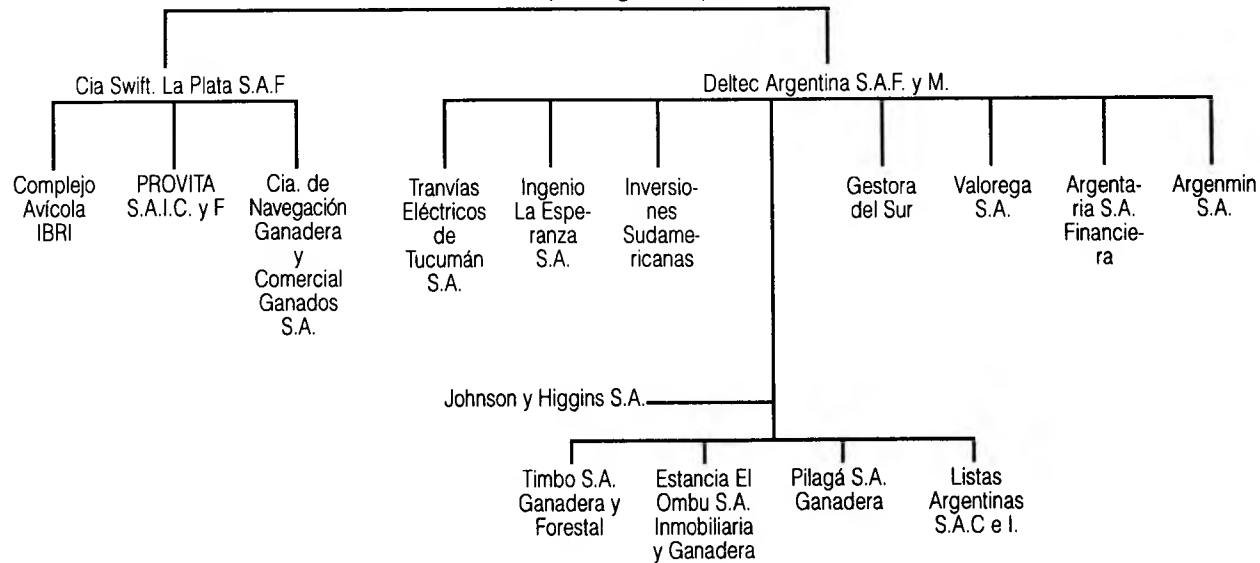 Cia Swift. La Plata S.A.F
Deltec Argentina S.A.F. y M.
Complejo
Avícola
IBRI
PROVITA
S.A.I.C. y F
Cia. de
Navegación
Ganadera
y
Comercial
Ganados
S.A.
Tranvías
Eléctricos
de
Tucumán
S.A.
Ingenio
La Espe-
ranza
S.A.
Inversio-
nes
Sudame-
ricanas
Gestora
del Sur
Valorega
S.A.
Argenta-
ria S.A.
Financie-
ra
Argenmin
S.A.
Johnson y Higgins S.A.
Timbo S.A.
Ganadera y
Forestal
Estancia El
Ombu S.A.
Inmobiliaria
y Ganadera
Pilagá S.A.
Ganadera
Listas
Argentinas
S.A.C e I.